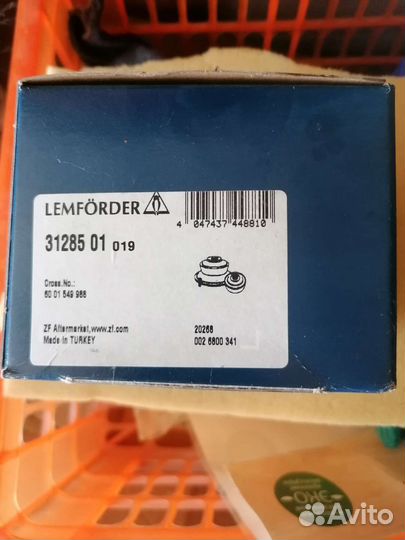 LEMFÖRDER
4 047437 448810
31285 01 019
Cross.No.:
60 01 549 988
ZF Aftermarket,www.zf.com
Made in TURKEY
20268
002 6800 341
ЭКО
Avito